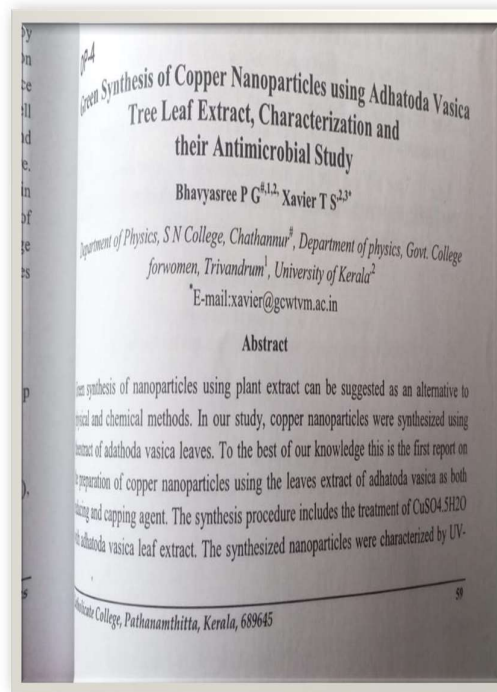 OP-4
Green Synthesis of Copper Nanoparticles using Adhatoda Vasica
Tree Leaf Extract, Characterization and
their Antimicrobial Study
Bhavyasree P G#,1,2, Xavier T S2,3*
Department of Physics, S N College, Chathannur#, Department of physics, Govt. College
forwomen, Trivandrum1, University of Kerala2
*E-mail:xavier@gcwtvm.ac.in
Abstract
synthesis of nanoparticles using plant extract can be suggested as an alternative to
and chemical methods. In our study, copper nanoparticles were synthesized using
of adathoda vasica leaves. To the best of our knowledge this is the first report on
preparation of copper nanoparticles using the leaves extract of adhatoda vasica as both
and capping agent. The synthesis procedure includes the treatment of CuSO4.5H2O
adhatoda vasica leaf extract. The synthesized nanoparticles were characterized by UV-
59
College, Pathanamthitta, Kerala, 689645